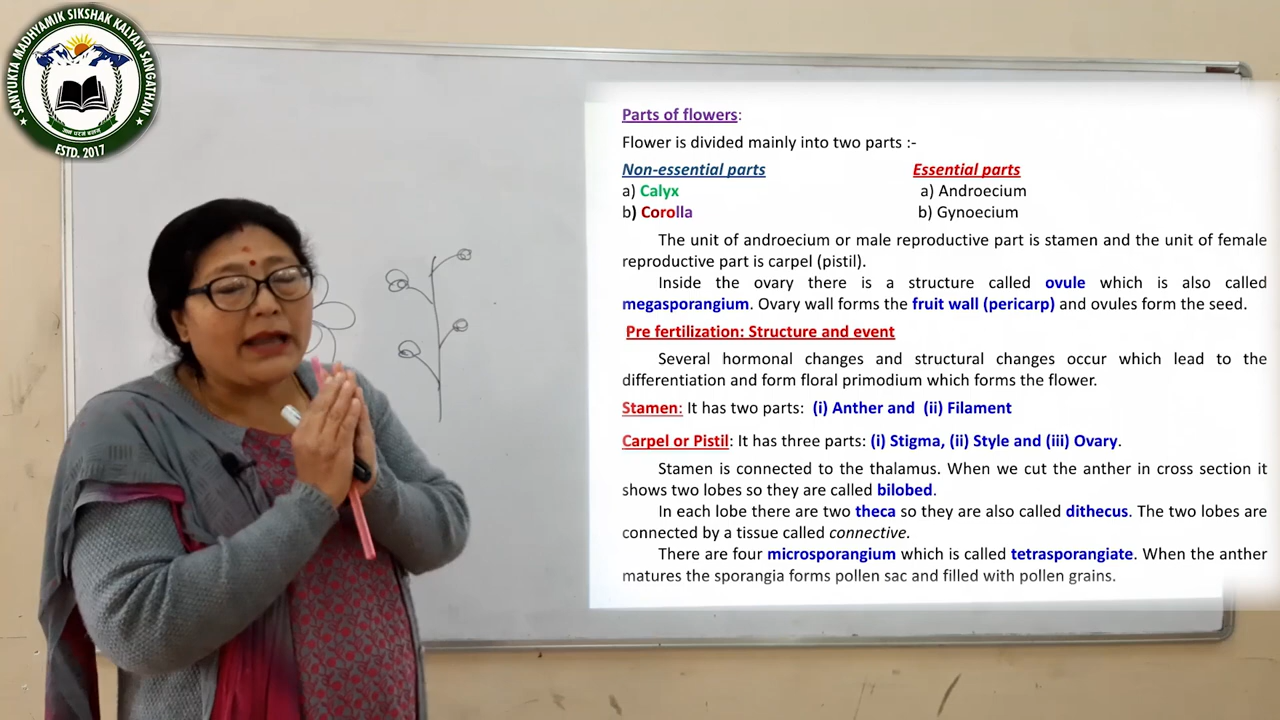 SANYUKTA MADHYAMIK SIKSHAK KALYAN SANGATHAN
ESTD. 2017
Parts of flowers:
Flower is divided mainly into two parts :-
Non-essential parts Essential parts
a) Calyx a) Androecium
b) Corolla b) Gynoecium
The unit of androecium or male reproductive part is stamen and the unit of female
reproductive part is carpel (pistil).
Inside the ovary there is a structure called ovule which is also called
megasporangium. Ovary wall forms the fruit wall (pericarp) and ovules form the seed.
Pre fertilization: Structure and event
Several hormonal changes and structural changes occur which lead to the
differentiation and form floral primodium which forms the flower.
Stamen: It has two parts: (i) Anther and (ii) Filament
Carpel or Pistil: It has three parts: (i) Stigma, (ii) Style and (iii) Ovary.
Stamen is connected to the thalamus. When we cut the anther in cross section it
shows two lobes so they are called bilobed.
In each lobe there are two theca so they are also called dithecus. The two lobes are
connected by a tissue called connective.
There are four microsporangium which is called tetrasporangiate. When the anther
matures the sporangia forms pollen sac and filled with pollen grains.